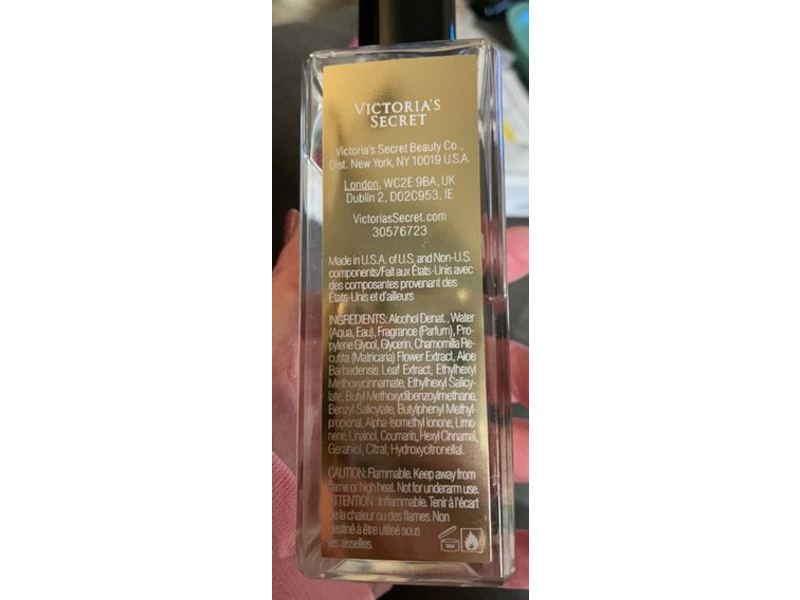 VICTORIA'S
SECRET
Victoria's Secret Beauty Co.,
Dist. New York, NY 10019 U.S.A.
London, WC2E 9BA, UK
Dublin 2, D02C953, IE
VictoriasSecret.com
30576723
Made in U.S.A. of U.S. and Non-U.S.
components/Fait aux États-Unis avec
des composantes provenant des
États-Unis et d'ailleurs
INGREDIENTS: Alcohol Denat., Water
(Aqua, Eau), Fragrance (Parfum), Pro-
pylene Glycol, Glycerin, Chamomilla Re-
cutita (Matricaria) Flower Extract, Aloe
Barbadensis Leaf Extract, Ethylhexyl
Methoxycinnamate, Ethylhexyl Salicy-
late, Butyl Methoxydibenzoylmethane,
Benzyl Salicylate, Butylphenyl Methyl-
propional, Alpha-Isomethyl Ionone, Limo-
nene, Linalool, Coumarin, Hexyl Cinnamal,
Geraniol, Citral, Hydroxycitronellal.
CAUTION: Flammable. Keep away from
flame or high heat. Not for underarm use.
ATTENTION : Inflammable. Tenir à l'écart
de la chaleur ou des flammes. Non
destiné à être utilisé sous
les aisselles.